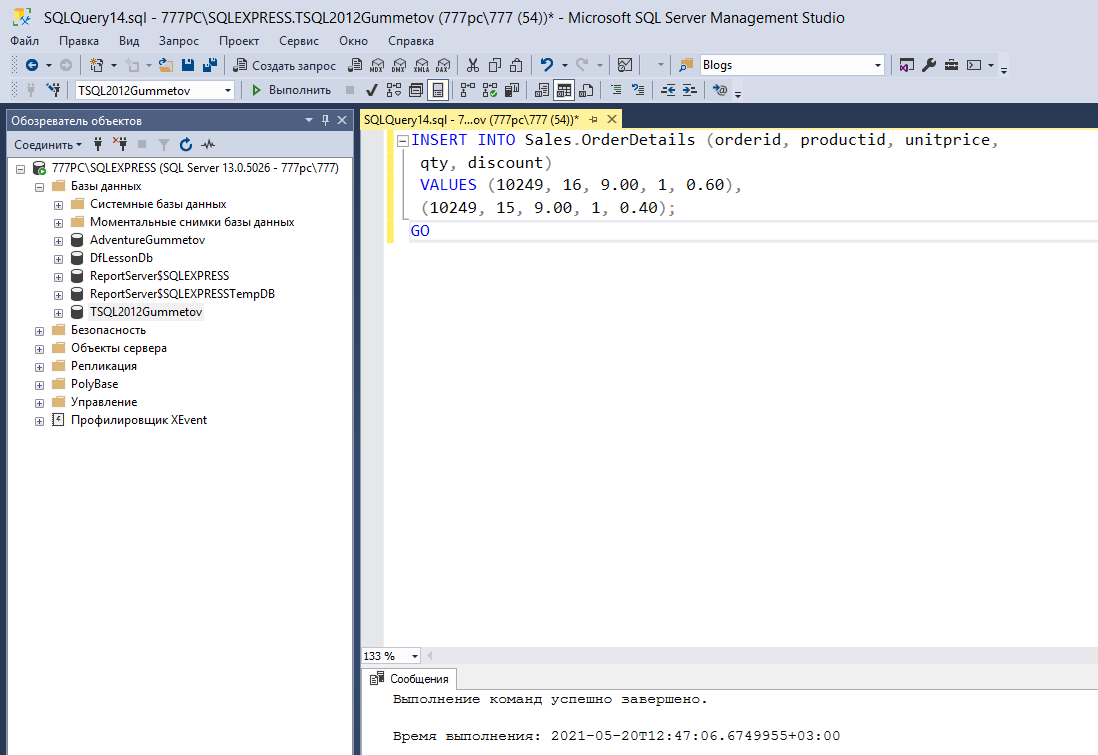 SQLQuery14.sql - 777PC\SQLEXPRESS.TSQL2012Gummetov (777pc\777 (54))* - Microsoft SQL Server Management Studio
Файл Правка Вид Запрос Проект Сервис Окно Справка
Создать запрос MDX DMX XMLA DAX Blogs
TSQL2012Gummetov Выполнить
Обозреватель объектов
Соединить
777PC\SQLEXPRESS (SQL Server 13.0.5026 - 777pc\777)
Базы данных
Системные базы данных
Моментальные снимки базы данных
AdventureGummetov
DfLessonDb
ReportServer$SQLEXPRESS
ReportServer$SQLEXPRESSTempDB
TSQL2012Gummetov
Безопасность
Объекты сервера
Репликация
PolyBase
Управление
Профилировщик XEvent
SQLQuery14.sql - 7...ov (777pc\777 (54))*
INSERT INTO Sales.OrderDetails (orderid, productid, unitprice,
qty, discount)
VALUES (10249, 16, 9.00, 1, 0.60),
(10249, 15, 9.00, 1, 0.40);
GO
133 %
Сообщения
Выполнение команд успешно завершено.
Время выполнения: 2021-05-20T12:47:06.6749955+03:00